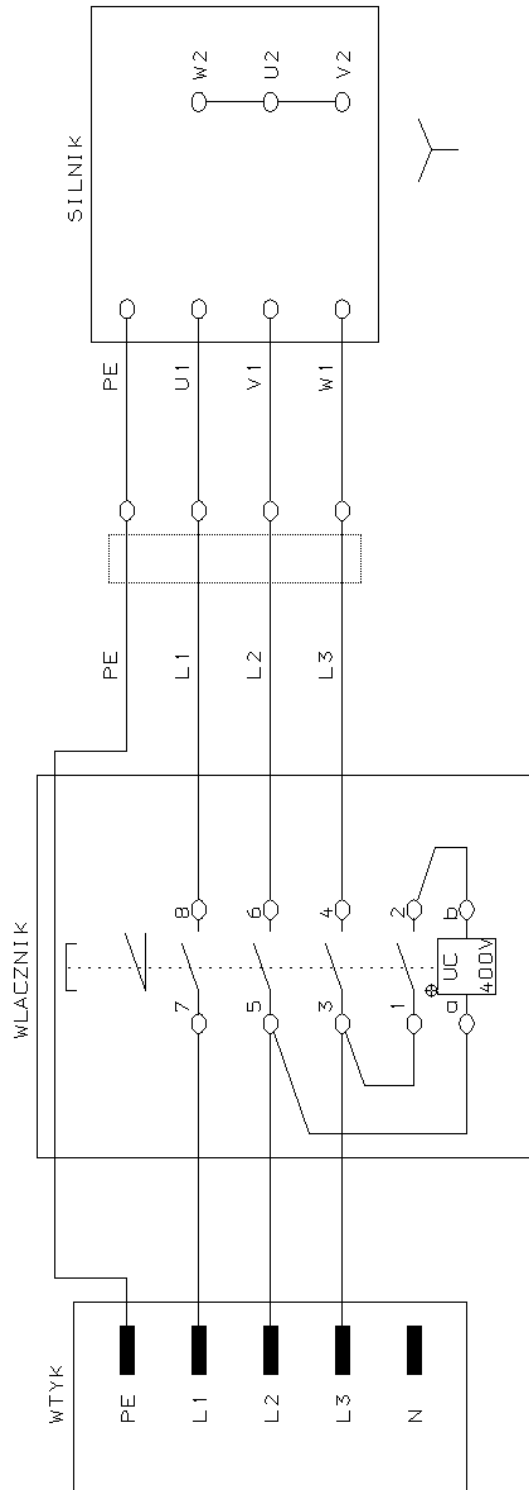 SILNIK
W2
U2
V2
PE
U1
V1
W1
PE
L1
L2
L3
WLACZNIK
8
6
4
2
b
7
5
3
1
a
UC
400V
WTYK
PE
L1
L2
L3
N